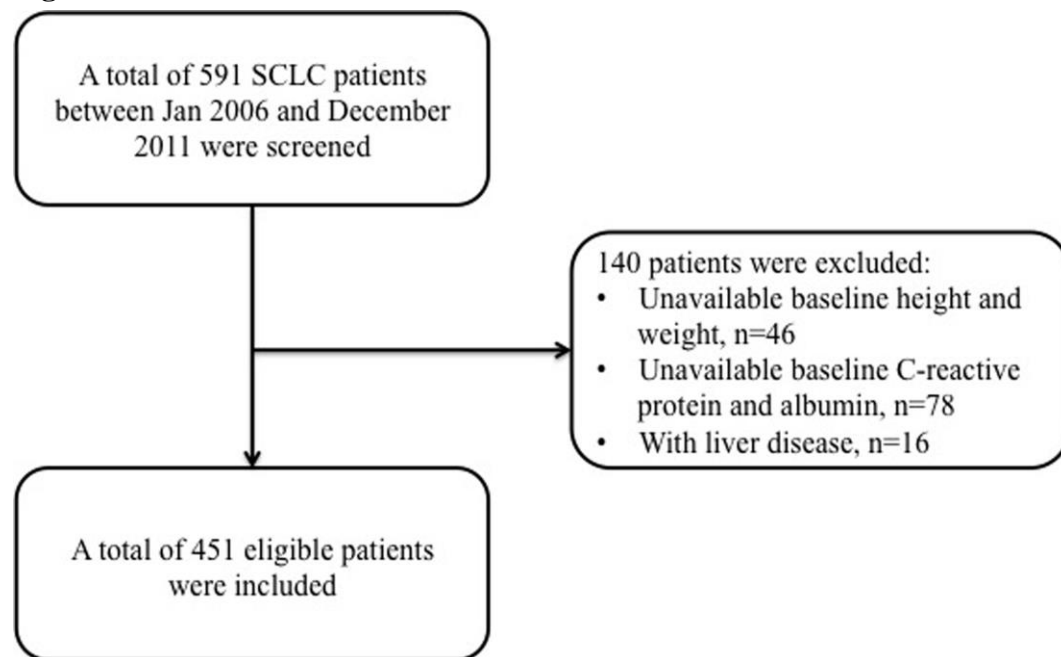 A total of 591 SCLC patients
between Jan 2006 and December
2011 were screened
140 patients were excluded:
• Unavailable baseline height and
weight, n=46
• Unavailable baseline C-reactive
protein and albumin, n=78
• With liver disease, n=16
A total of 451 eligible patients
were included